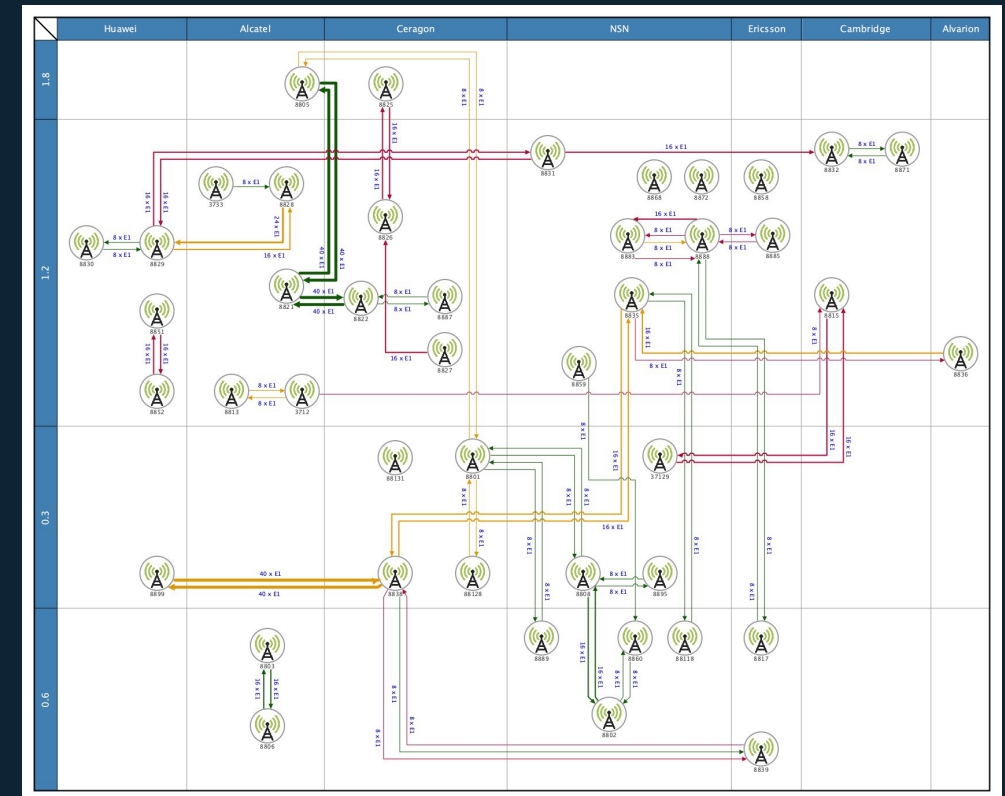 Huawei
Alcatel
Ceragon
NSN
Ericsson
Cambridge
Alvarion
1.8
8805
8825
8 x E1
8 x E1
16 x E1
16 x E1
1.2
8831
16 x E1
8832
8 x E1
8 x E1
8871
3733
8 x E1
8828
8868
8872
8858
16 x E1
16 x E1
24 x E1
8826
8830
8 x E1
8 x E1
8829
16 x E1
16 x E1
8883
8 x E1
8 x E1
8 x E1
8888
8 x E1
8 x E1
8885
40 x E1
40 x E1
8821
40 x E1
40 x E1
8822
8 x E1
8 x E1
8887
8835
8815
8851
16 x E1
16 x E1
8852
8827
16 x E1
8859
16 x E1
8 x E1
8 x E1
8 x E1
8836
8813
8 x E1
8 x E1
3712
0.3
88131
8801
8 x E1
16 x E1
37129
16 x E1
16 x E1
8 x E1
8 x E1
8 x E1
8 x E1
16 x E1
8 x E1
8 x E1
8899
40 x E1
40 x E1
8838
88128
8 x E1
8 x E1
8808
8 x E1
8 x E1
8895
0.6
8803
16 x E1
16 x E1
8806
8889
8860
88118
8817
16 x E1
16 x E1
8 x E1
8 x E1
8802
8 x E1
8 x E1
8 x E1
8839